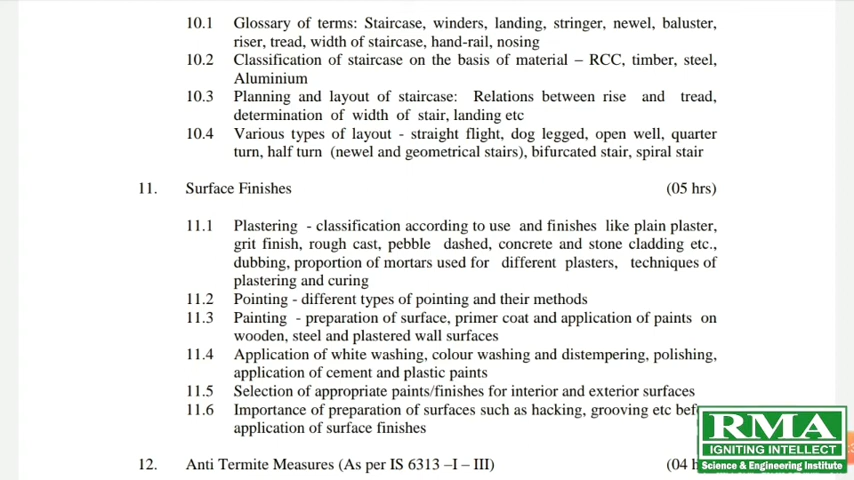 10.1 Glossary of terms: Staircase, winders, landing, stringer, newel, baluster,
riser, tread, width of staircase, hand-rail, nosing
10.2 Classification of staircase on the basis of material – RCC, timber, steel,
Aluminium
10.3 Planning and layout of staircase: Relations between rise and tread,
determination of width of stair, landing etc
10.4 Various types of layout - straight flight, dog legged, open well, quarter
turn, half turn (newel and geometrical stairs), bifurcated stair, spiral stair
11. Surface Finishes (05 hrs)
11.1 Plastering - classification according to use and finishes like plain plaster,
grit finish, rough cast, pebble dashed, concrete and stone cladding etc.,
dubbing, proportion of mortars used for different plasters, techniques of
plastering and curing
11.2 Pointing - different types of pointing and their methods
11.3 Painting - preparation of surface, primer coat and application of paints on
wooden, steel and plastered wall surfaces
11.4 Application of white washing, colour washing and distempering, polishing,
application of cement and plastic paints
11.5 Selection of appropriate paints/finishes for interior and exterior surfaces
11.6 Importance of preparation of surfaces such as hacking, grooving etc
application of surface finishes
12. Anti Termite Measures (As per IS 6313 –I – III) (04
RMA
IGNITING INTELLECT
Science & Engineering Institute